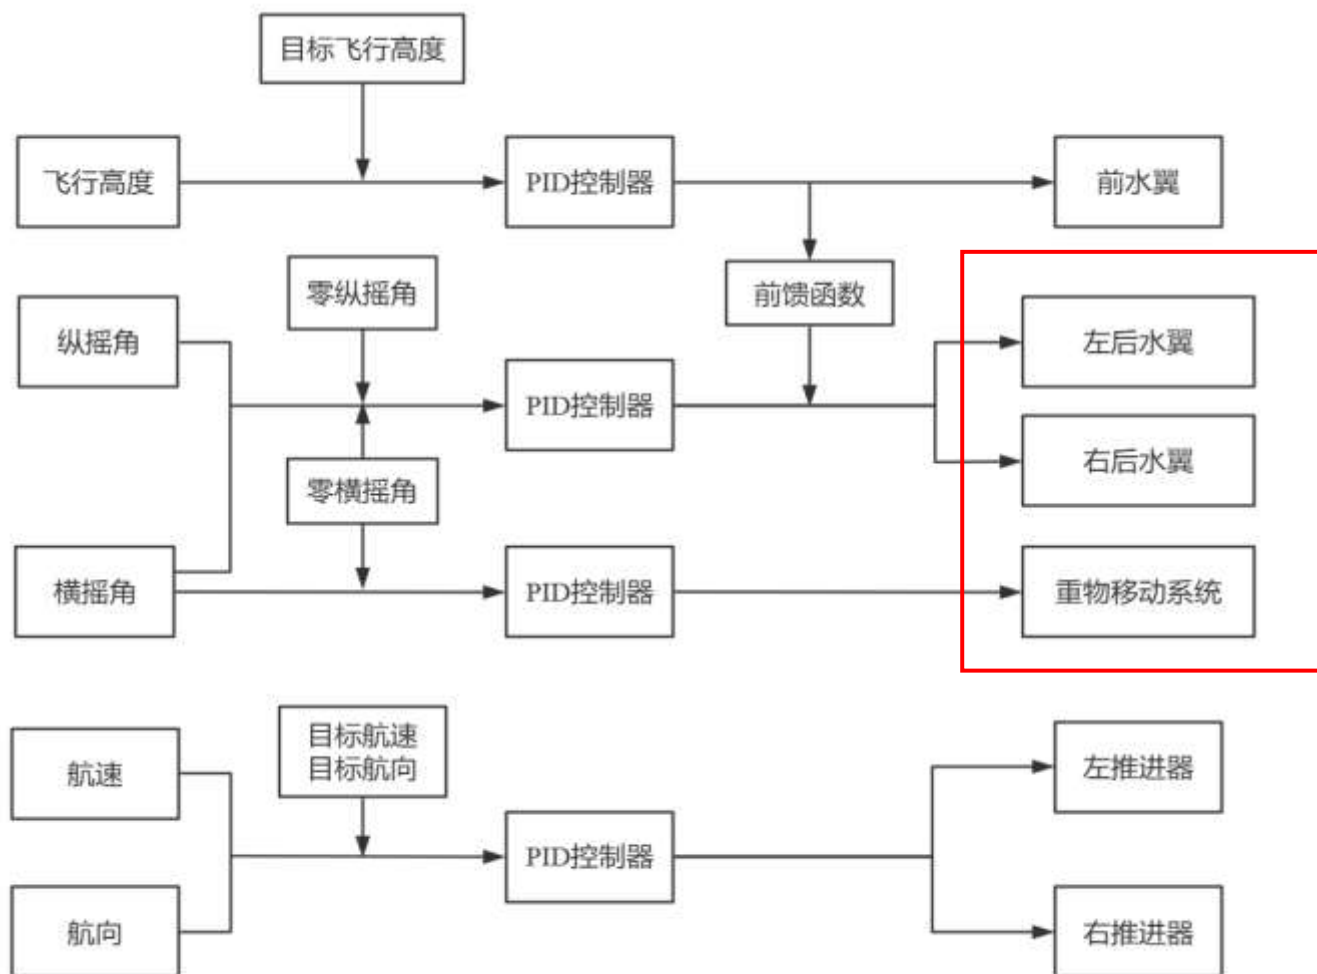 目标飞行高度
飞行高度
PID控制器
前水翼
零纵摇角
前馈函数
纵摇角
左后水翼
PID控制器
右后水翼
零横摇角
横摇角
PID控制器
重物移动系统
目标航速
目标航向
航速
左推进器
PID控制器
航向
右推进器